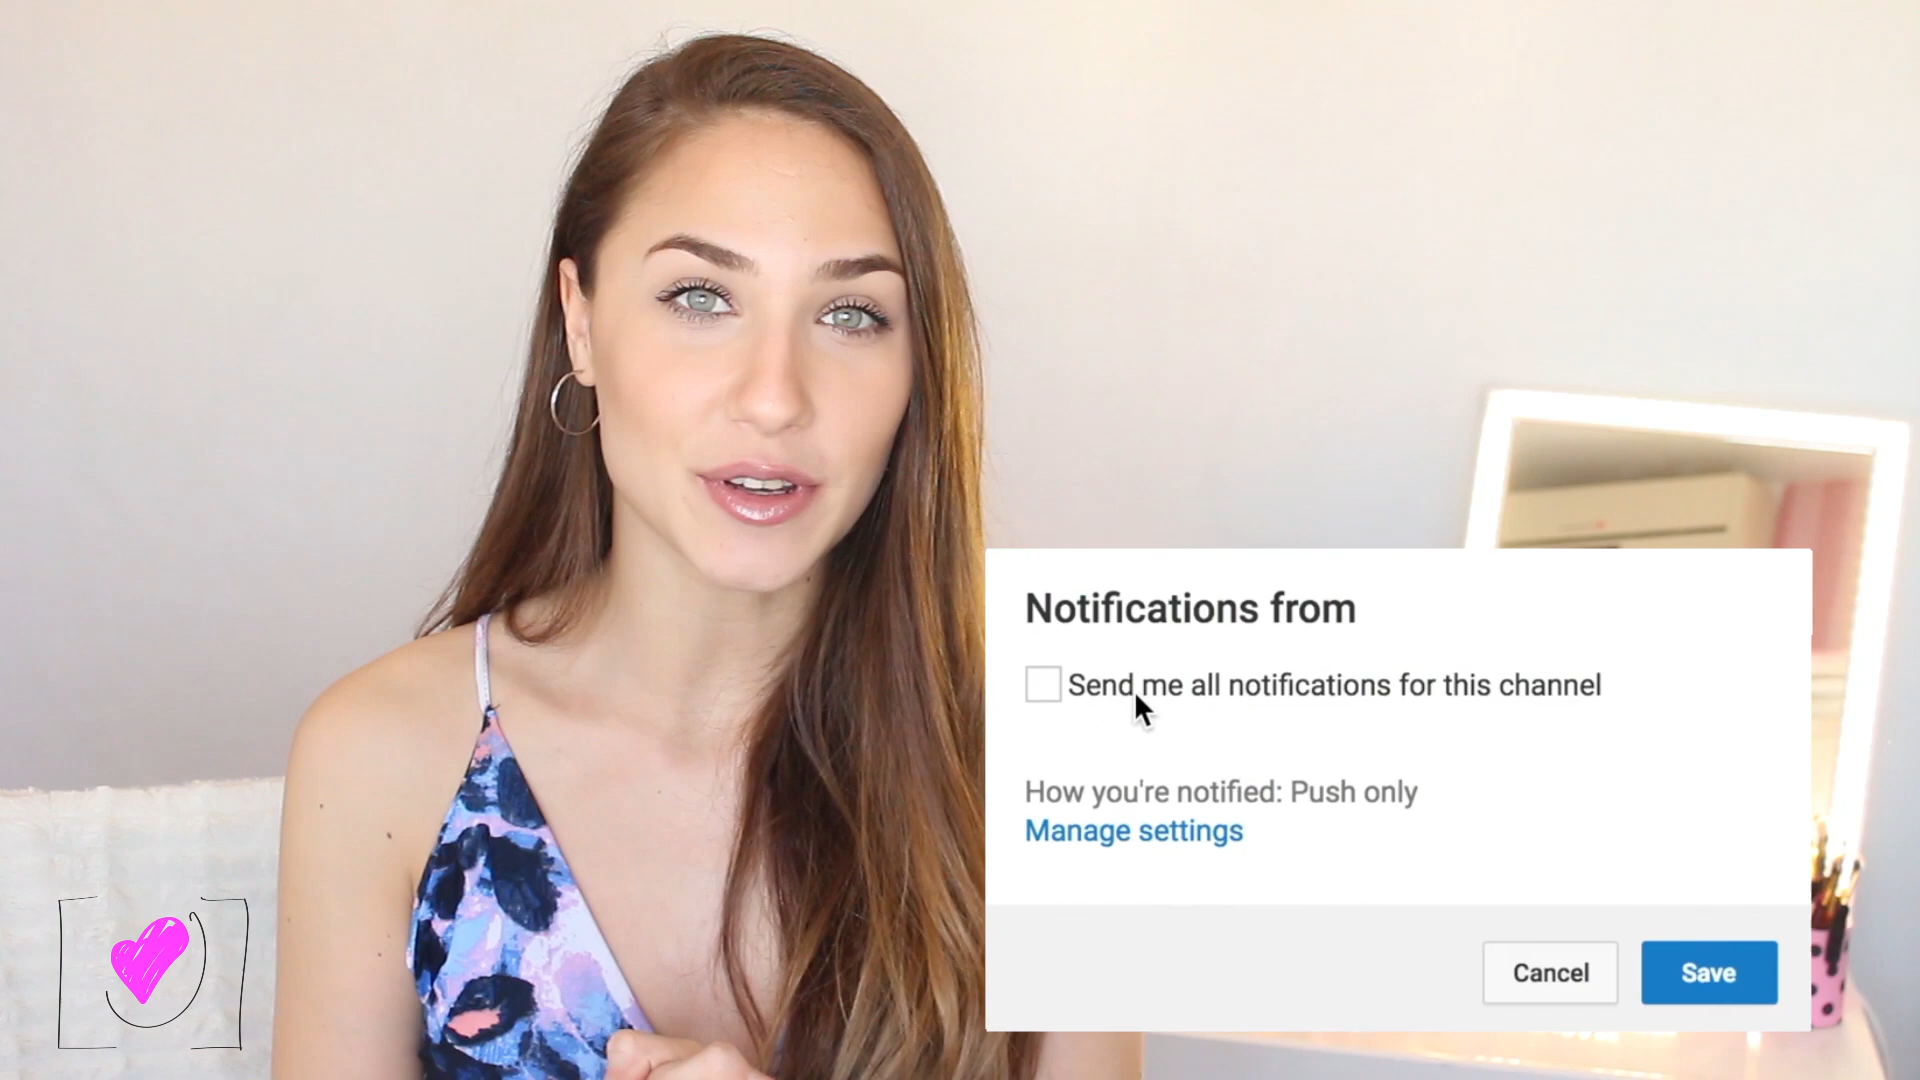 Notifications from
Send me all notifications for this channel
How you're notified: Push only
Manage settings
Cancel
Save